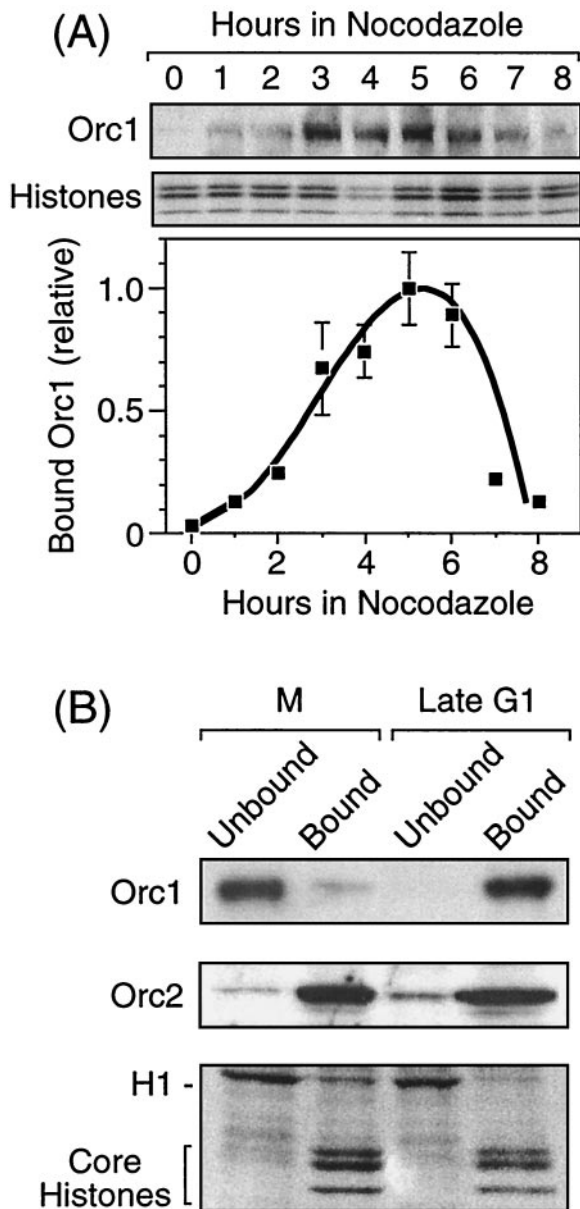 (A)
Hours in Nocodazole
0 1 2 3 4 5 6 7 8
Orc1
Histones
Bound Orc1 (relative)
1.0
0.5
0
0 2 4 6 8
Hours in Nocodazole
(B)
M Late G1
Unbound Bound Unbound Bound
Orc1
Orc2
H1 -
Core
Histones